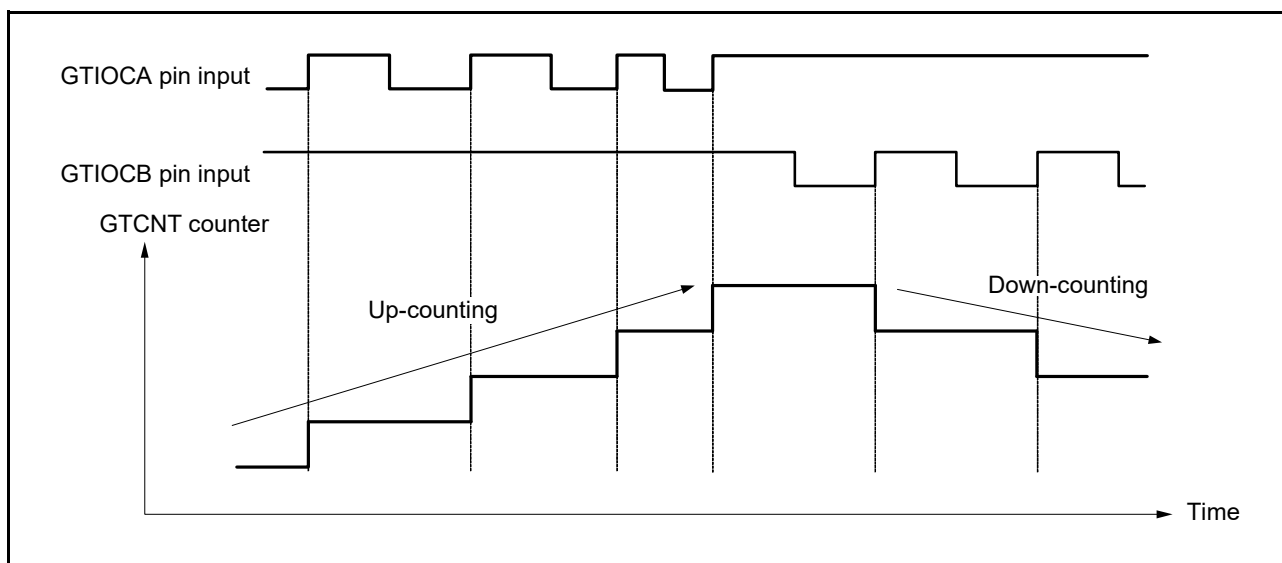 GTIOCA pin input
GTIOCB pin input
GTCNT counter
Up-counting
Down-counting
Time